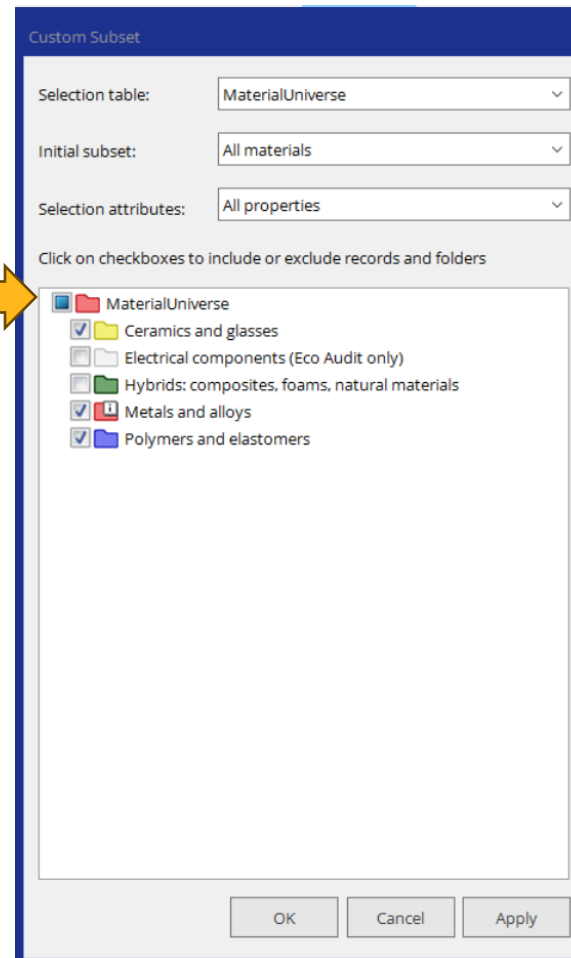 Custom Subset
Selection table: MaterialUniverse
Initial subset: All materials
Selection attributes: All properties
Click on checkboxes to include or exclude records and folders
MaterialUniverse
Ceramics and glasses
Electrical components (Eco Audit only)
Hybrids: composites, foams, natural materials
Metals and alloys
Polymers and elastomers
OK Cancel Apply